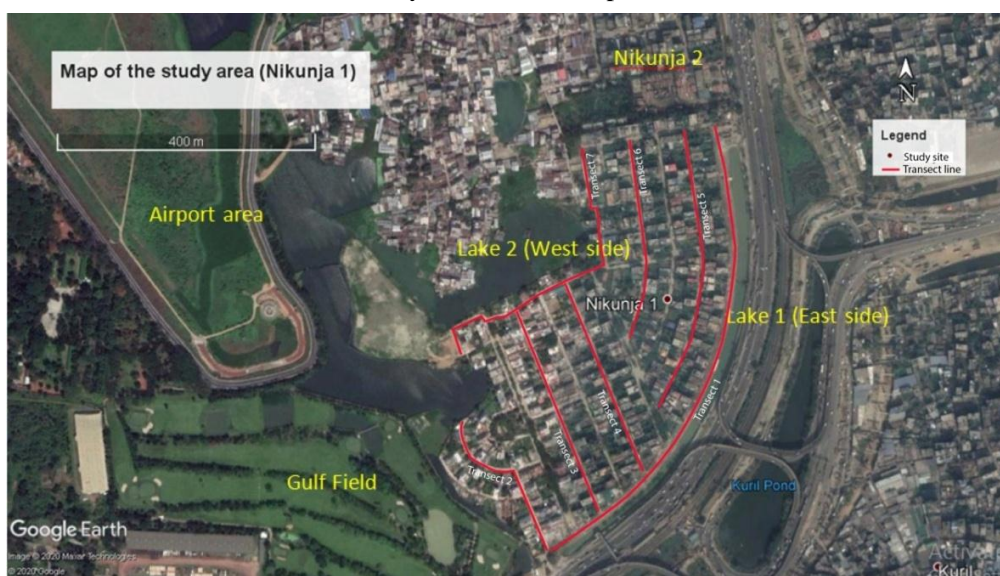 Map of the study area (Nikunja 1)
400 m
Nikunja 2
N
Legend
Study site
Transect line
Airport area
Transect 7
Transect 6
Transect 5
Lake 2 (West side)
Nikunja 1
Lake 1 (East side)
Transect 1
Transect 4
Transect 3
Transect 2
Gulf Field
Kuril Pond
Google Earth
Image © 2020 Maxar Technologies
© 2020 Google
Kuril